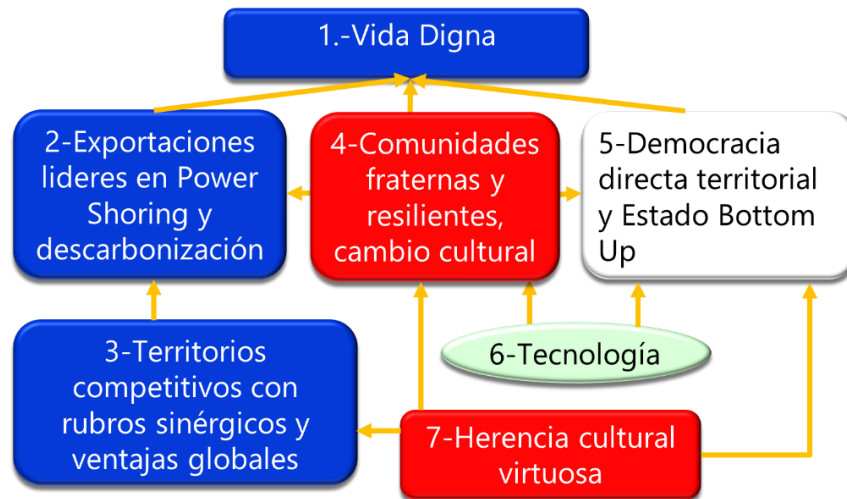 1.-Vida Digna
2-Exportaciones
lideres en Power
Shoring y
descarbonización
4-Comunidades
fraternas y
resilientes,
cambio cultural
5-Democracia
directa territorial
y Estado Bottom
Up
3-Territorios
competitivos con
rubros sinérgicos y
ventajas globales
6-Tecnología
7-Herencia cultural
virtuosa